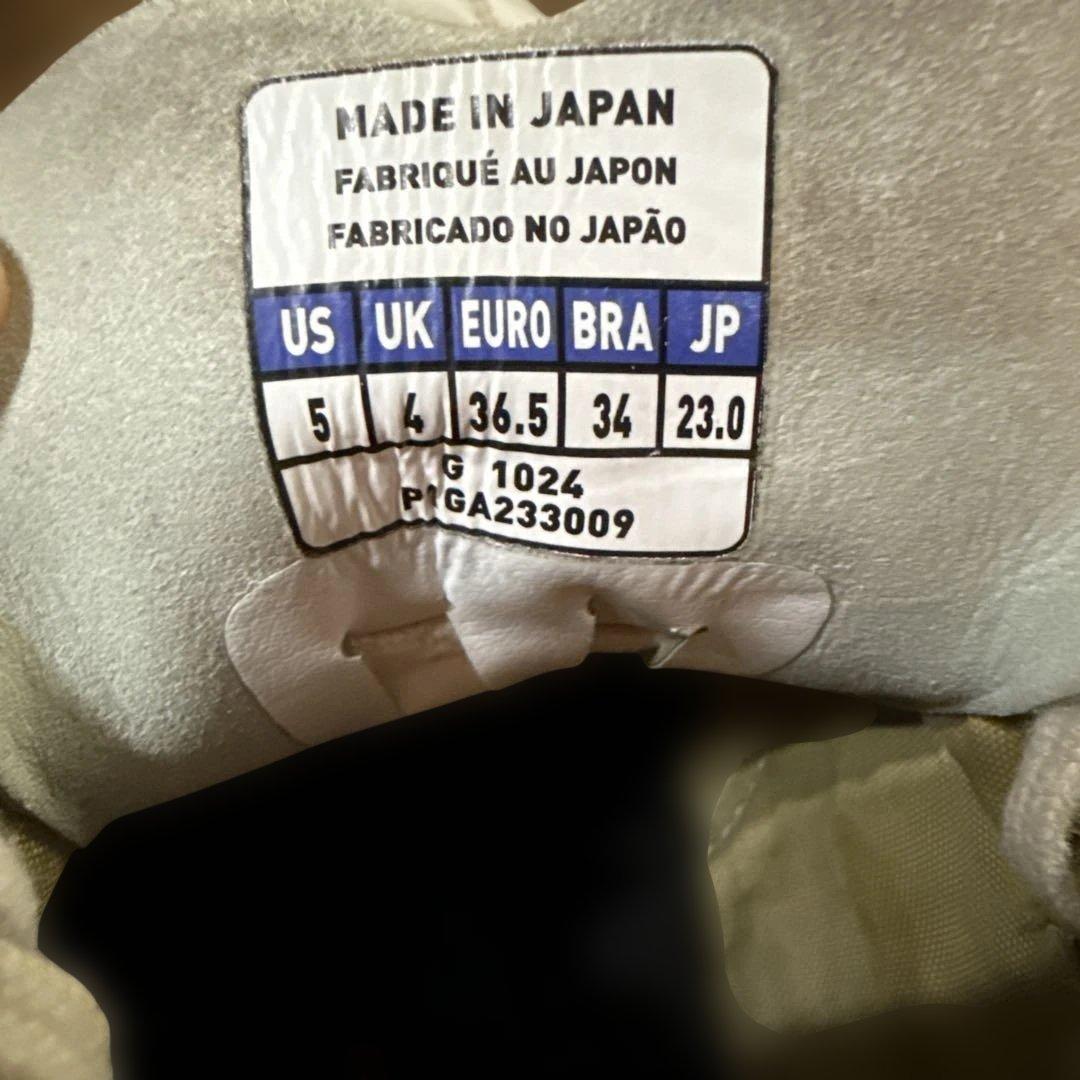 MADE IN JAPAN
FABRIQUÉ AU JAPON
FABRICADO NO JAPÃO
US UK EURO BRA JP
5 4 36.5 34 23.0
G 1024